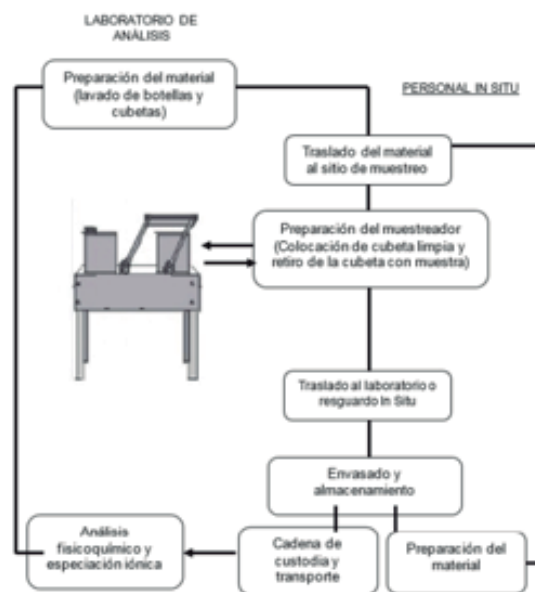 LABORATORIO DE
ANÁLISIS
Preparación del material
(lavado de botellas y
cubetas)
PERSONAL IN SITU
Traslado del material
al sitio de muestreo
Preparación del muestreador
(Colocación de cubeta limpia y
retiro de la cubeta con muestra)
Traslado al laboratorio o
resguardo In Situ
Envasado y
almacenamiento
Análisis
fisicoquímico y
especiación iónica
Cadena de
custodia y
transporte
Preparación del
material